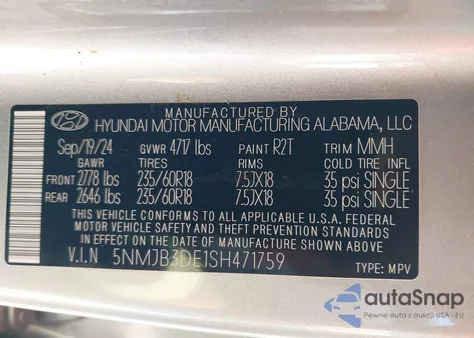 MANUFACTURED BY
HYUNDAI MOTOR MANUFACTURING ALABAMA, LLC
Sep/19/24 GVWR 4717 lbs PAINT R2T TRIM MMH
GAWR TIRES RIMS COLD TIRE INFL
FRONT 2778 lbs 235/60R18 7.5JX18 35 psi SINGLE
REAR 2646 lbs 235/60R18 7.5JX18 35 psi SINGLE
THIS VEHICLE CONFORMS TO ALL APPLICABLE U.S.A. FEDERAL
MOTOR VEHICLE SAFETY AND THEFT PREVENTION STANDARDS
IN EFFECT ON THE DATE OF MANUFACTURE SHOWN ABOVE.
V.I.N 5NMJB3DE1SH471759 TYPE: MPV
autoSnap
Pewne auta z aukcji USA - EU